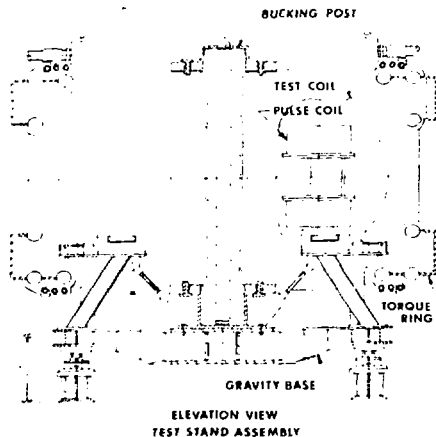 BUCKING POST
TEST COIL
PULSE COIL
TORQUE
RING
GRAVITY BASE
ELEVATION VIEW
TEST STAND ASSEMBLY